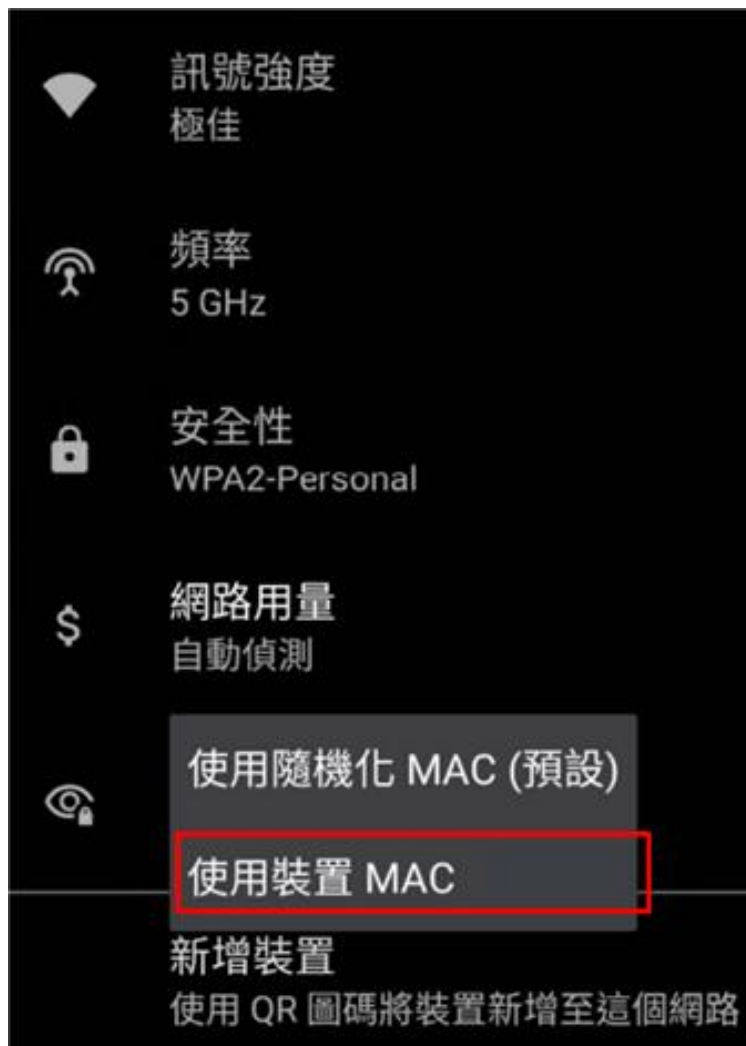 訊號強度
極佳
頻率
5 GHz
安全性
WPA2-Personal
網路用量
自動偵測
使用隨機化 MAC (預設)
使用裝置 MAC
新增裝置
使用 QR 圖碼將裝置新增至這個網路